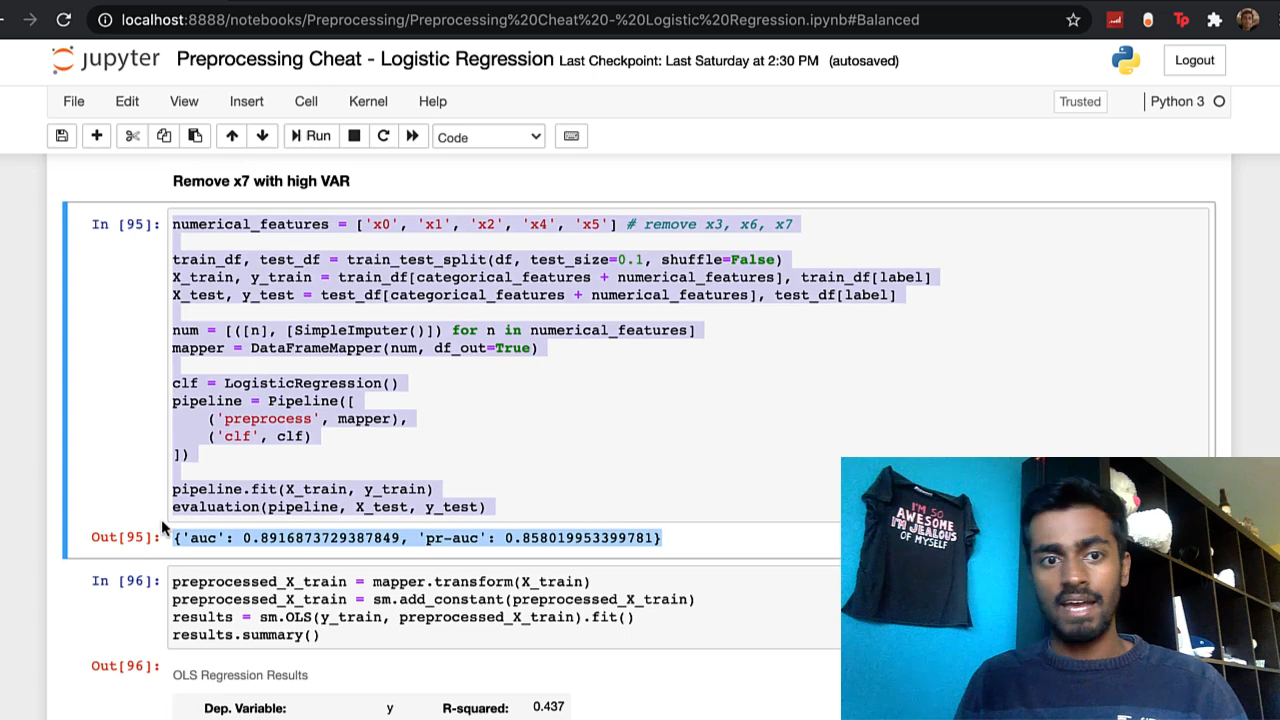 localhost:8888/notebooks/Preprocessing/Preprocessing%20Cheat%20-%20Logistic%20Regression.ipynb#Balanced
Tp
jupyter Preprocessing Cheat - Logistic Regression Last Checkpoint: Last Saturday at 2:30 PM (autosaved)
Logout
File Edit View Insert Cell Kernel Help
Trusted
Python 3
Run
Code
Remove x7 with high VAR
In [95]: numerical_features = ['x0', 'x1', 'x2', 'x4', 'x5'] # remove x3, x6, x7
train_df, test_df = train_test_split(df, test_size=0.1, shuffle=False)
X_train, y_train = train_df[categorical_features + numerical_features], train_df[label]
X_test, y_test = test_df[categorical_features + numerical_features], test_df[label]
num = [([n], [SimpleImputer()]) for n in numerical_features]
mapper = DataFrameMapper(num, df_out=True)
clf = LogisticRegression()
pipeline = Pipeline([
('preprocess', mapper),
('clf', clf)
])
pipeline.fit(X_train, y_train)
evaluation(pipeline, X_test, y_test)
Out[95]: {'auc': 0.8916873729387849, 'pr-auc': 0.858019953399781}
In [96]: preprocessed_X_train = mapper.transform(X_train)
preprocessed_X_train = sm.add_constant(preprocessed_X_train)
results = sm.OLS(y_train, preprocessed_X_train).fit()
results.summary()
Out[96]:
OLS Regression Results
Dep. Variable: y R-squared: 0.437
I'M SO
AWESOME
I'M JEALOUS
OF MYSELF